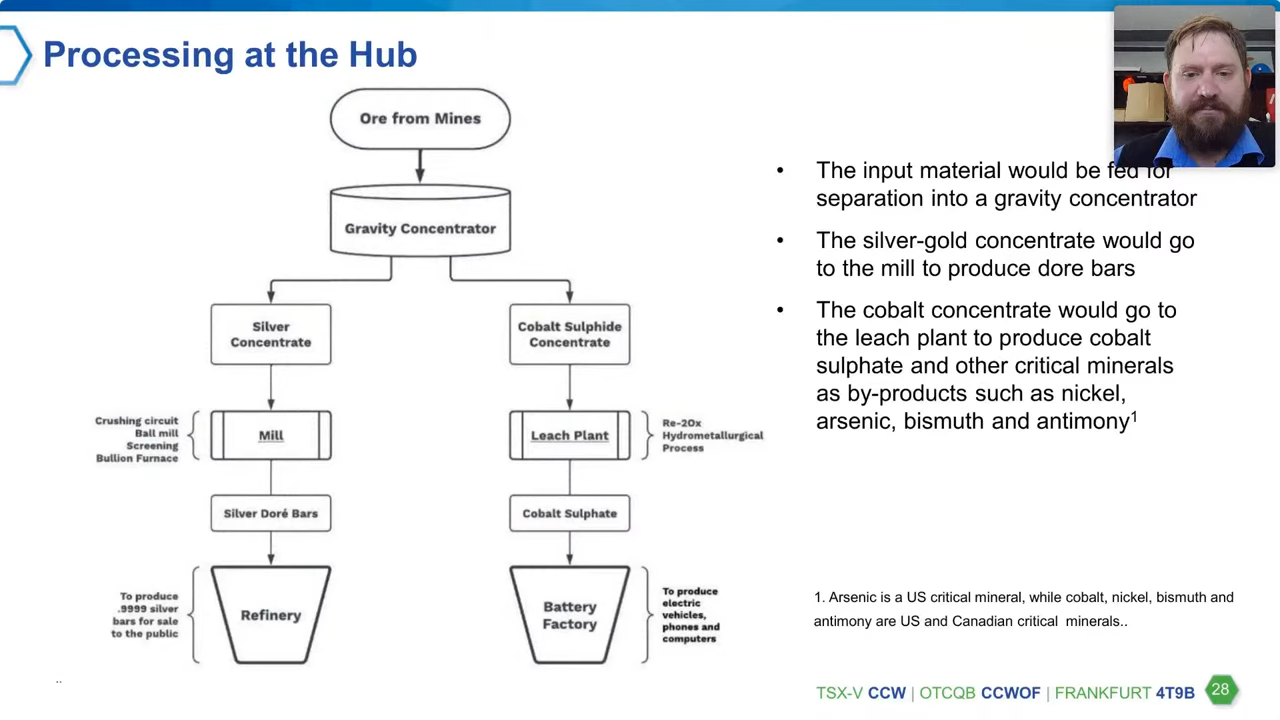 Processing at the Hub
Ore from Mines
Gravity Concentrator
Silver
Concentrate
Cobalt Sulphide
Concentrate
Crushing circuit
Ball mill
Screening
Bullion Furnace
Mill
Leach Plant
Re-2Ox
Hydrometallurgical
Process
Silver Doré Bars
Cobalt Sulphate
To produce
.9999 silver
bars for sale
to the public
Refinery
Battery
Factory
To produce
electric
vehicles,
phones and
computers
• The input material would be fed for
separation into a gravity concentrator
• The silver-gold concentrate would go
to the mill to produce dore bars
• The cobalt concentrate would go to
the leach plant to produce cobalt
sulphate and other critical minerals
as by-products such as nickel,
arsenic, bismuth and antimony¹
1. Arsenic is a US critical mineral, while cobalt, nickel, bismuth and
antimony are US and Canadian critical minerals..
..
TSX-V CCW | OTCQB CCWOF | FRANKFURT 4T9B 28